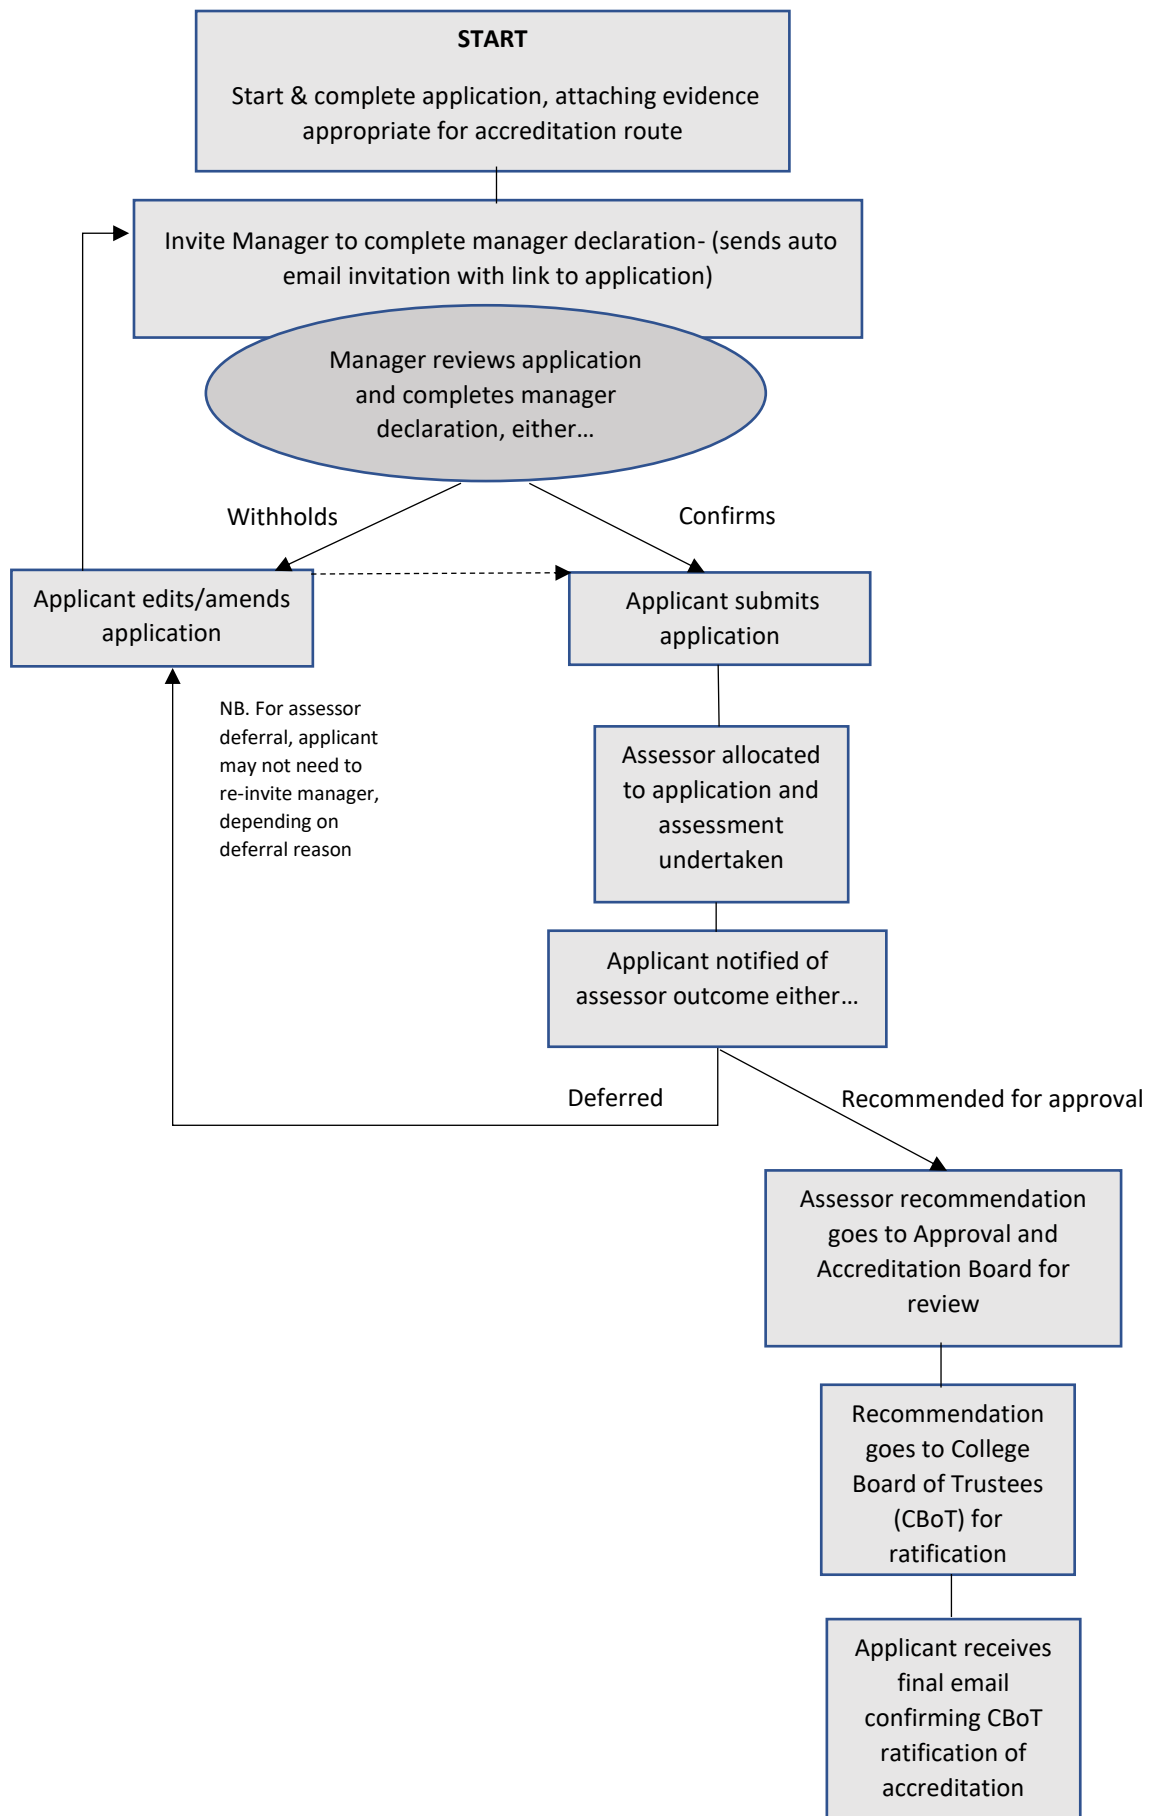 START
Start & complete application, attaching evidence
appropriate for accreditation route
Invite Manager to complete manager declaration- (sends auto
email invitation with link to application)
Manager reviews application
and completes manager
declaration, either…
Withholds
Confirms
Applicant edits/amends
application
Applicant submits
application
NB. For assessor
deferral, applicant
may not need to
re-invite manager,
depending on
deferral reason
Assessor allocated
to application and
assessment
undertaken
Applicant notified of
assessor outcome either…
Deferred
Recommended for approval
Assessor recommendation
goes to Approval and
Accreditation Board for
review
Recommendation
goes to College
Board of Trustees
(CBoT) for
ratification
Applicant receives
final email
confirming CBoT
ratification of
accreditation